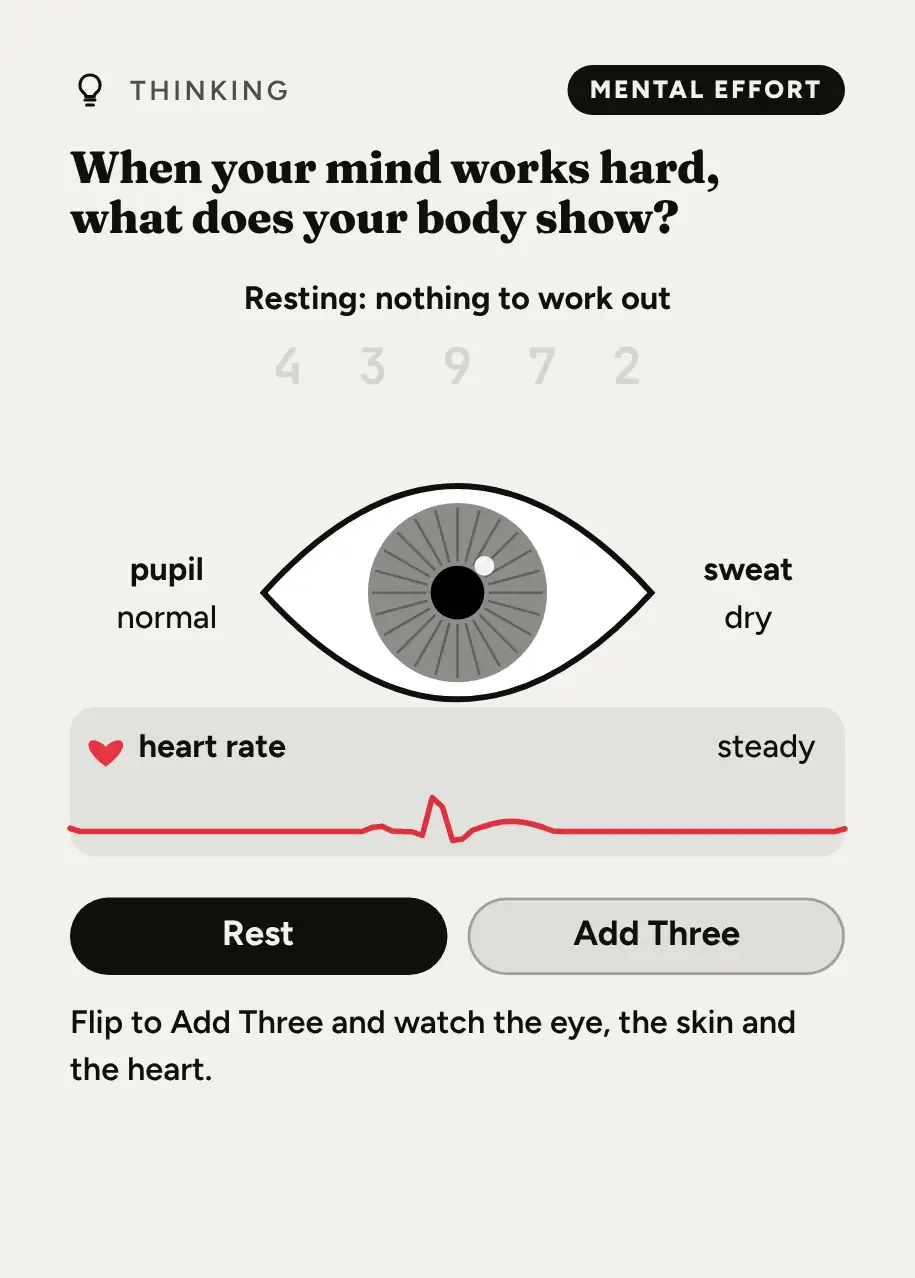 THINKING
MENTAL EFFORT
When your mind works hard,
what does your body show?
Resting: nothing to work out
4 3 9 7 2
pupil
normal
sweat
dry
heart rate
steady
Rest
Add Three
Flip to Add Three and watch the eye, the skin and
the heart.